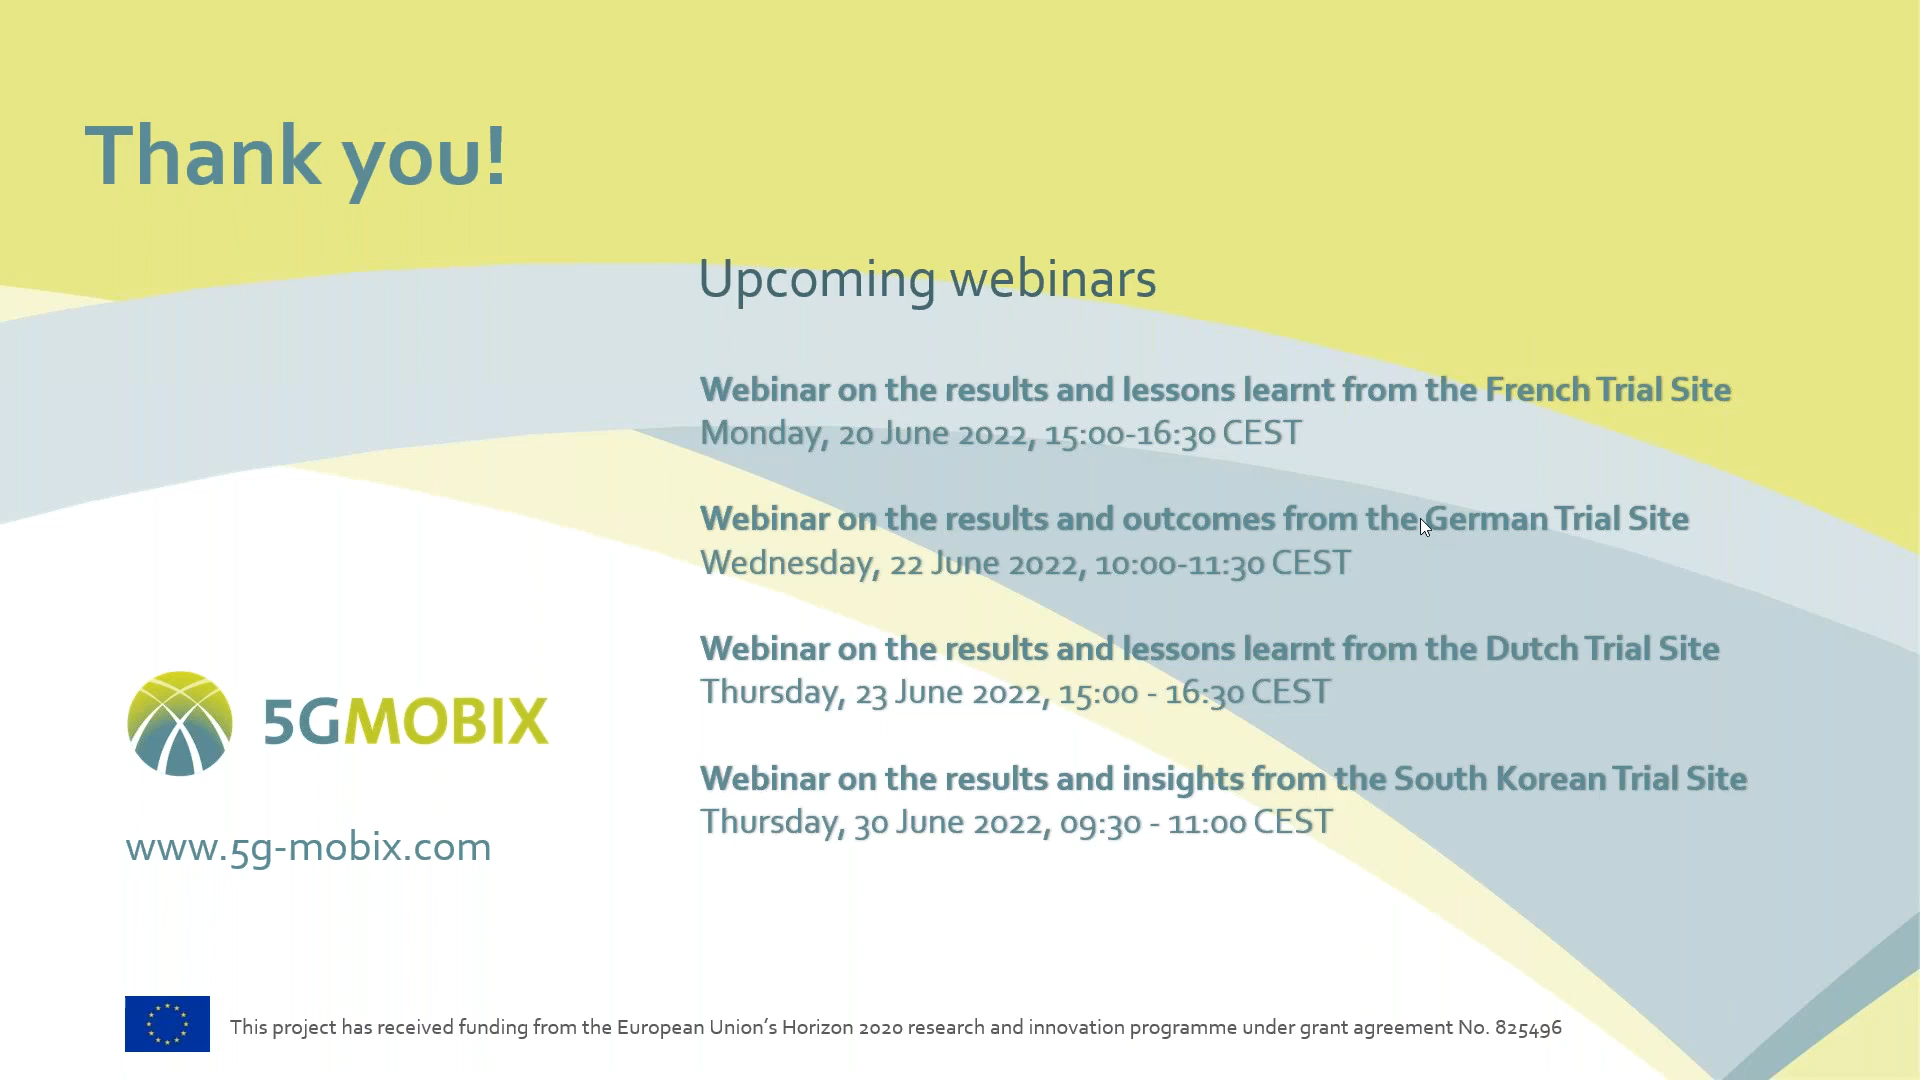 Thank you!
Upcoming webinars
Webinar on the results and lessons learnt from the French Trial Site
Monday, 20 June 2022, 15:00-16:30 CEST
Webinar on the results and outcomes from the German Trial Site
Wednesday, 22 June 2022, 10:00-11:30 CEST
Webinar on the results and lessons learnt from the Dutch Trial Site
Thursday, 23 June 2022, 15:00 - 16:30 CEST
Webinar on the results and insights from the South Korean Trial Site
Thursday, 30 June 2022, 09:30 - 11:00 CEST
5GMOBIX
www.5g-mobix.com
This project has received funding from the European Union’s Horizon 2020 research and innovation programme under grant agreement No. 825496